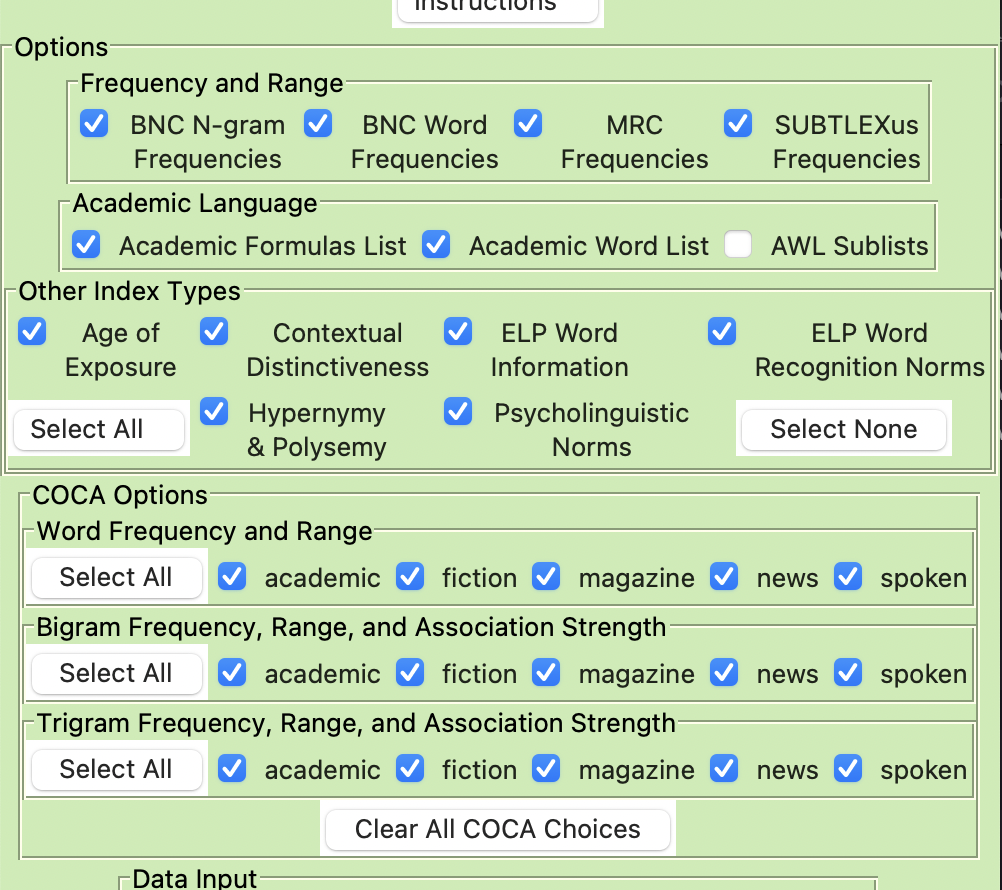 Instructions
Options
Frequency and Range
BNC N-gram Frequencies
BNC Word Frequencies
MRC Frequencies
SUBTLEXus Frequencies
Academic Language
Academic Formulas List
Academic Word List
AWL Sublists
Other Index Types
Age of Exposure
Contextual Distinctiveness
ELP Word Information
ELP Word Recognition Norms
Select All
Hypernymy & Polysemy
Psycholinguistic Norms
Select None
COCA Options
Word Frequency and Range
Select All academic fiction magazine news spoken
Bigram Frequency, Range, and Association Strength
Select All academic fiction magazine news spoken
Trigram Frequency, Range, and Association Strength
Select All academic fiction magazine news spoken
Clear All COCA Choices
Data Input